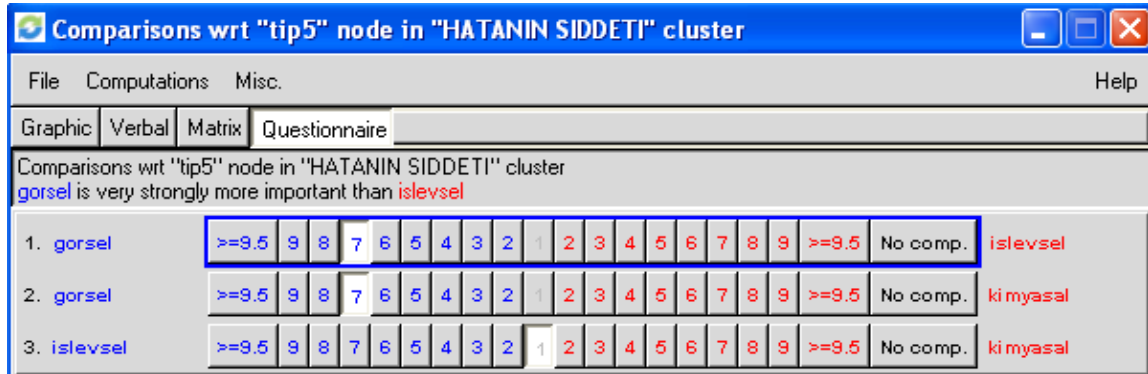 Comparisons wrt "tip5" node in "HATANIN SIDDETI" cluster
File Computations Misc. Help
Graphic Verbal Matrix Questionnaire
Comparisons wrt "tip5" node in "HATANIN SIDDETI" cluster
gorsel is very strongly more important than islevsel
1. gorsel >=9.5 9 8 7 6 5 4 3 2 1 2 3 4 5 6 7 8 9 >=9.5 No comp. islevsel
2. gorsel >=9.5 9 8 7 6 5 4 3 2 1 2 3 4 5 6 7 8 9 >=9.5 No comp. kimyasal
3. islevsel >=9.5 9 8 7 6 5 4 3 2 1 2 3 4 5 6 7 8 9 >=9.5 No comp. kimyasal